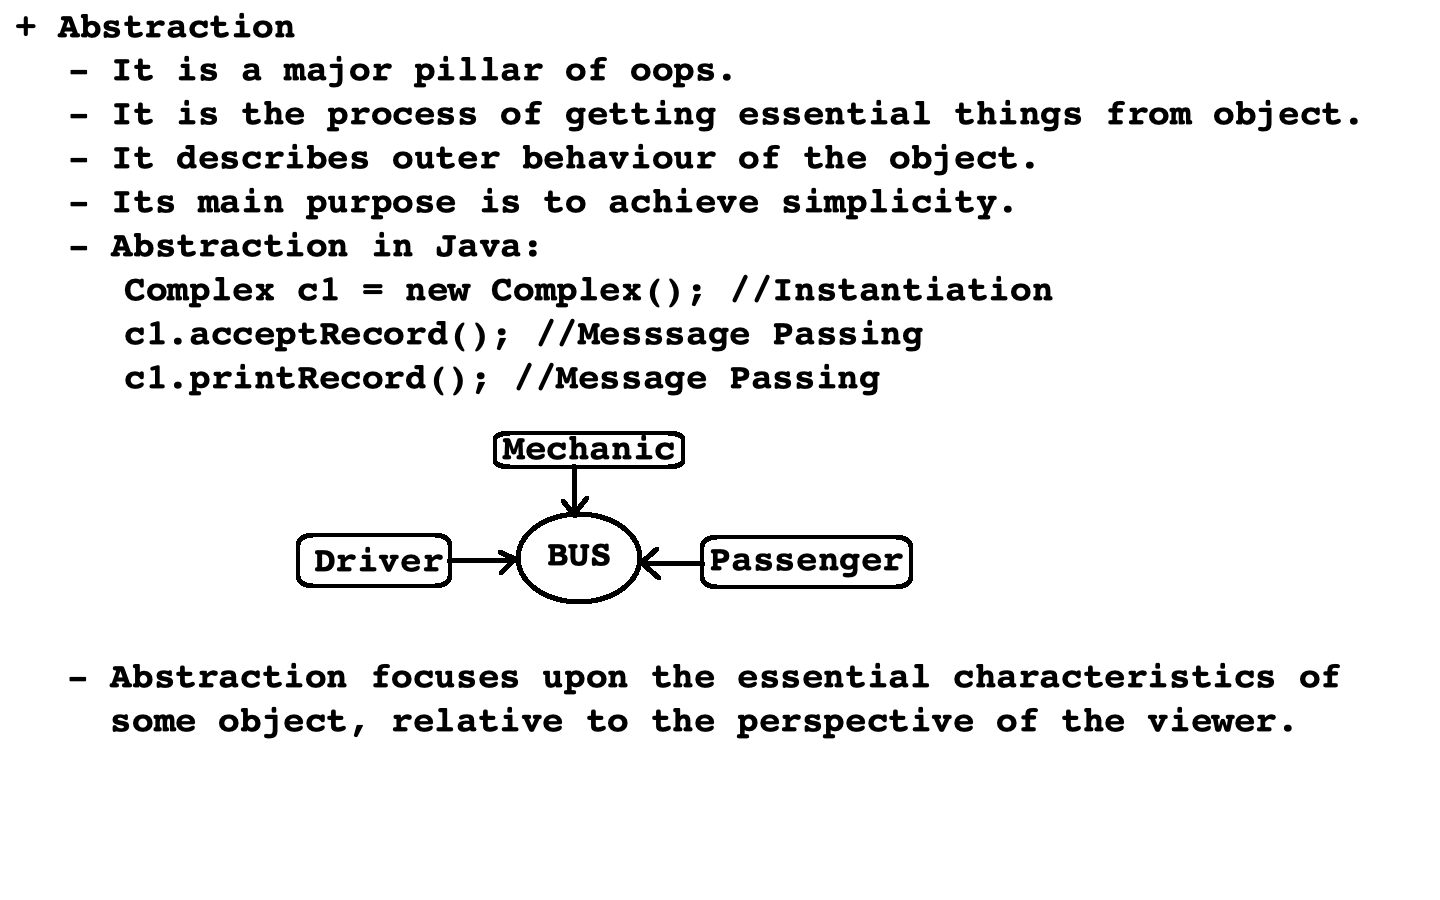 + Abstraction
- It is a major pillar of oops.
- It is the process of getting essential things from object.
- It describes outer behaviour of the object.
- Its main purpose is to achieve simplicity.
- Abstraction in Java:
Complex c1 = new Complex(); //Instantiation
c1.acceptRecord(); //Messsage Passing
c1.printRecord(); //Message Passing
Mechanic
Driver
BUS
Passenger
- Abstraction focuses upon the essential characteristics of
some object, relative to the perspective of the viewer.